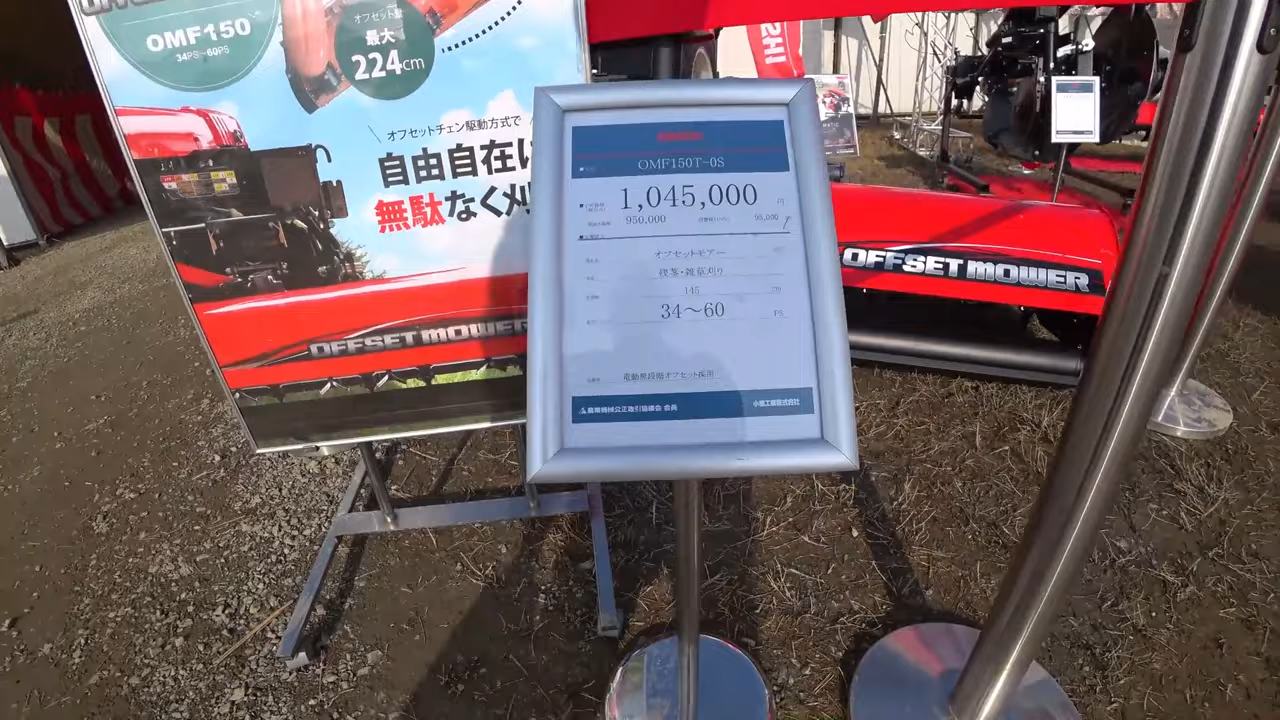 OMF150
34PS~60PS
オフセット量
最大
224cm
オフセットチェン駆動方式で
自由自在に
無駄なく刈
OFFSET MOWER
OMF150T-0S
1,045,000 円
950,000 95,000
オフセットモアー
残茎・雑草刈り
145 cm
34～60 PS
電動無段階オフセット採用
農業機械公正取引協議会 会員
小橋工業株式会社
SHI
OFFSET MOWER